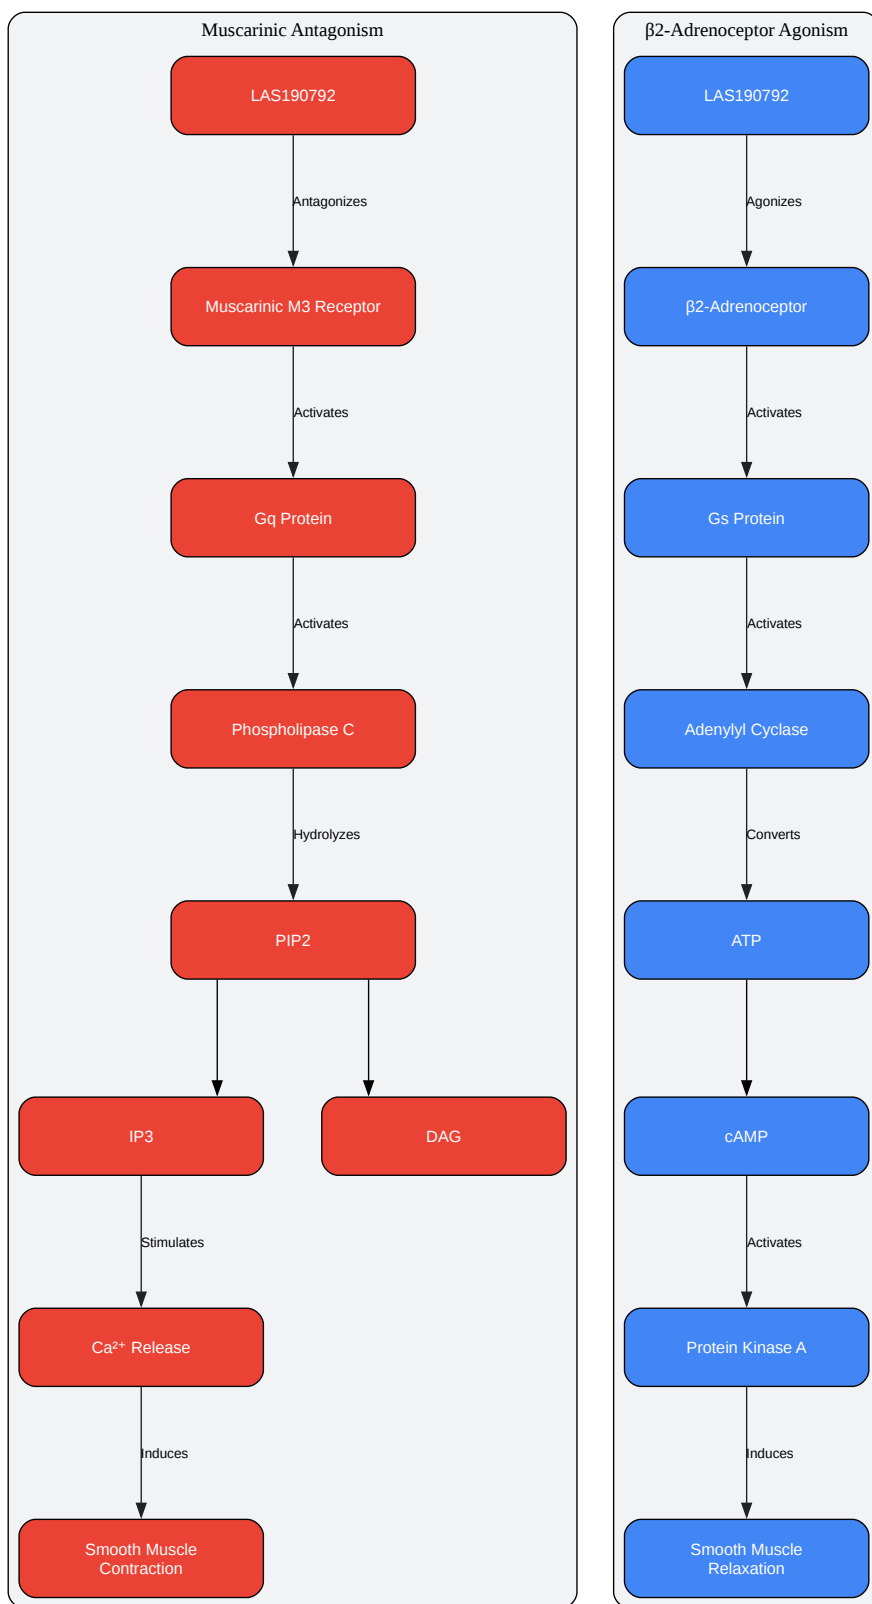 Muscarinic Antagonism
LAS190792
Antagonizes
Muscarinic M3 Receptor
Activates
Gq Protein
Activates
Phospholipase C
Hydrolyzes
PIP2
IP3
DAG
Stimulates
Ca²⁺ Release
Induces
Smooth Muscle
Contraction
β2-Adrenoceptor Agonism
LAS190792
Agonizes
β2-Adrenoceptor
Activates
Gs Protein
Activates
Adenylyl Cyclase
Converts
ATP
cAMP
Activates
Protein Kinase A
Induces
Smooth Muscle
Relaxation